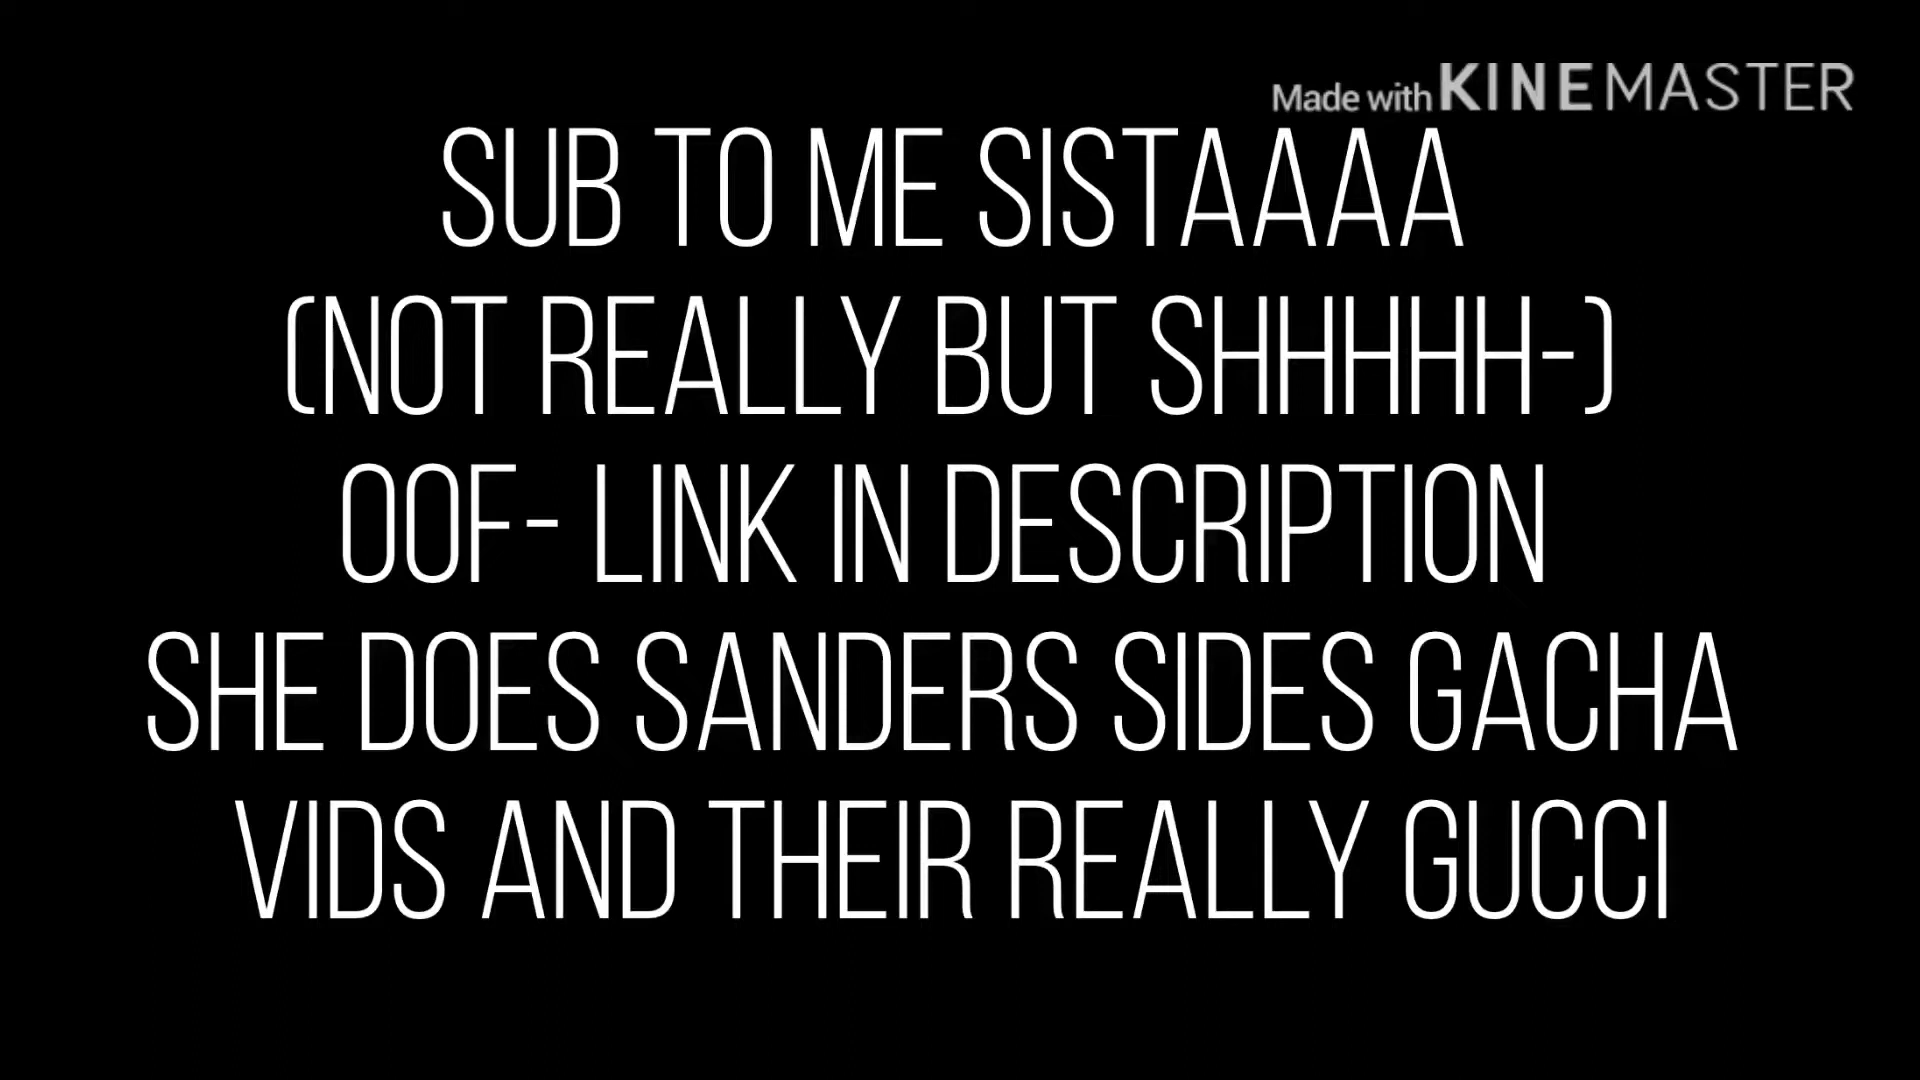 Made with KINEMASTER
SUB TO ME SISTAAAA
(NOT REALLY BUT SHHHHH-)
OOF- LINK IN DESCRIPTION
SHE DOES SANDERS SIDES GACHA
VIDS AND THEIR REALLY GUCCI